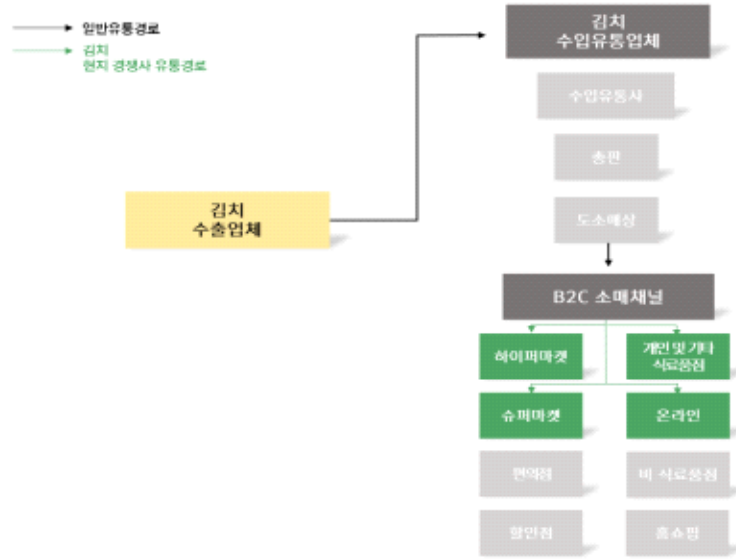 일반유통경로
김치
현지 경쟁사 유통경로
김치
수입유통업체
수입유통사
총판
도소매상
김치
수출업체
B2C 소매채널
하이퍼마켓
개인 및 기타
식료품점
슈퍼마켓
온라인
편의점
비 식료품점
할인점
홈쇼핑